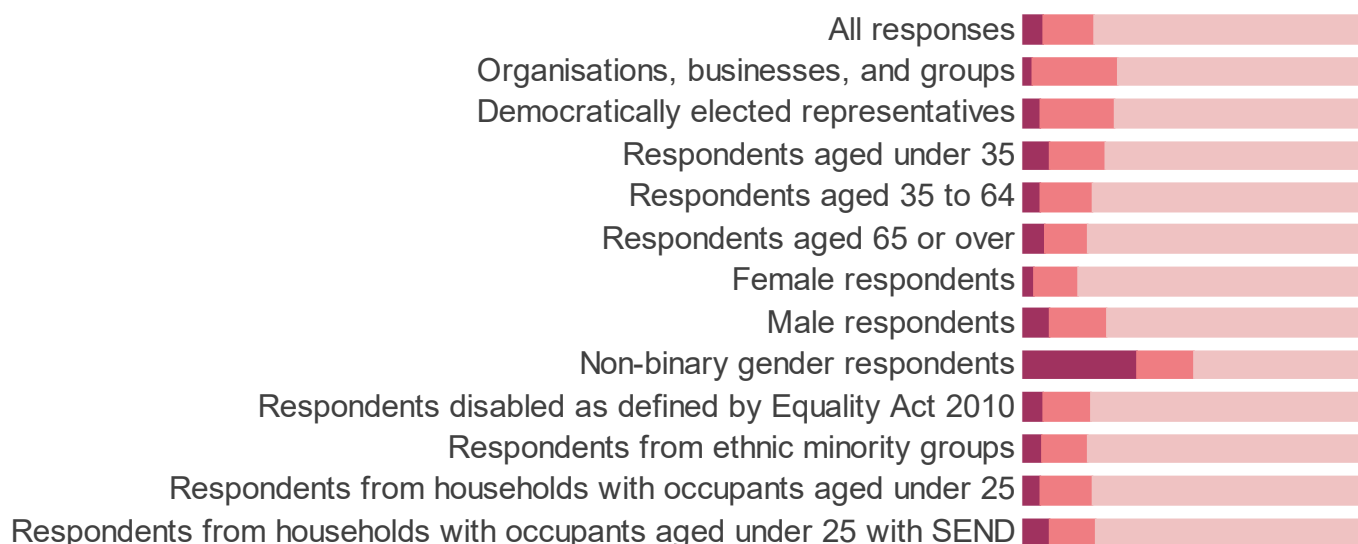 All responses
Organisations, businesses, and groups
Democratically elected representatives
Respondents aged under 35
Respondents aged 35 to 64
Respondents aged 65 or over
Female respondents
Male respondents
Non-binary gender respondents
Respondents disabled as defined by Equality Act 2010
Respondents from ethnic minority groups
Respondents from households with occupants aged under 25
Respondents from households with occupants aged under 25 with SEND